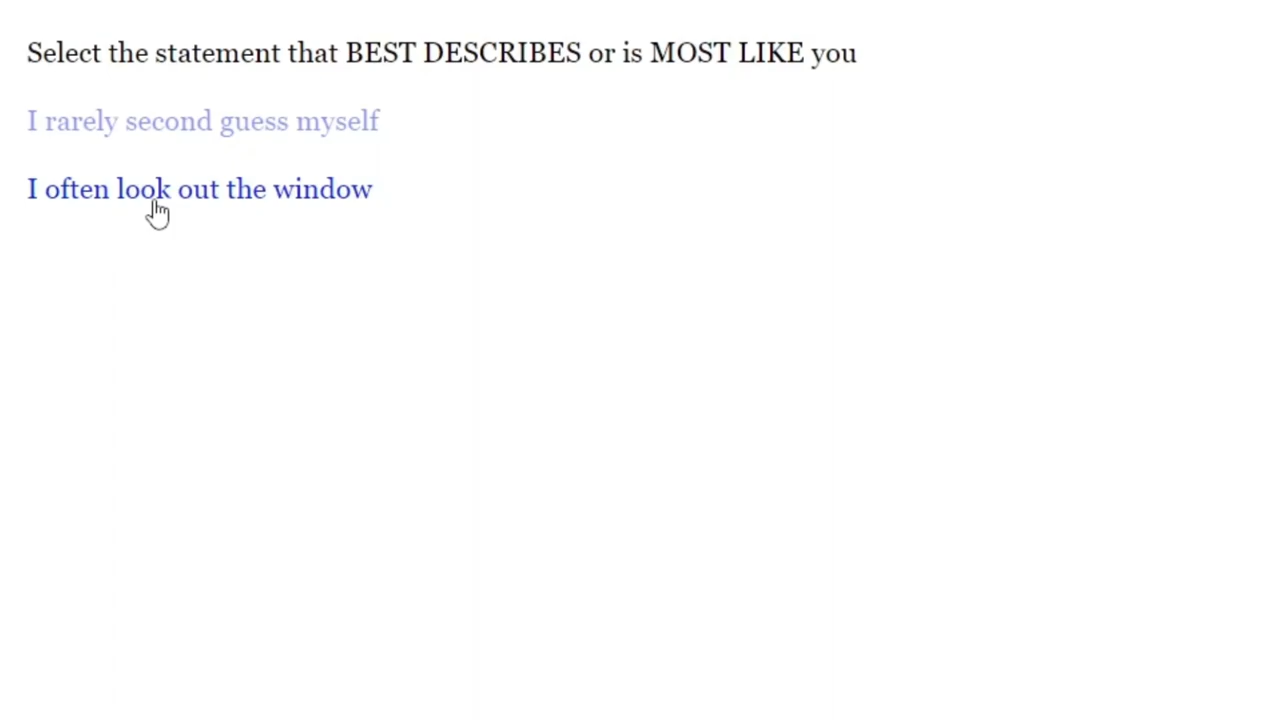 Select the statement that BEST DESCRIBES or is MOST LIKE you
I rarely second guess myself
I often look out the window